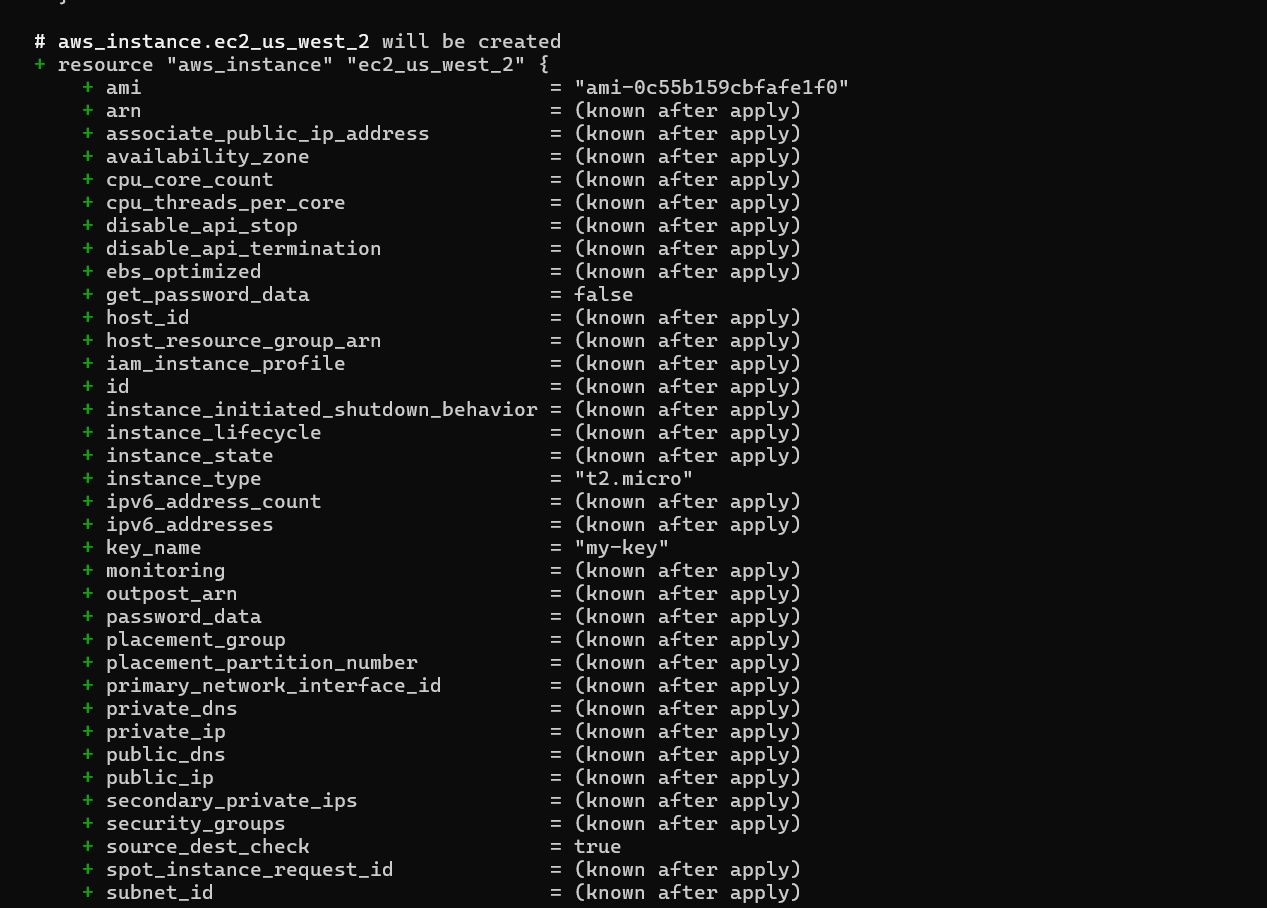 # aws_instance.ec2_us_west_2 will be created
+ resource "aws_instance" "ec2_us_west_2" {
+ ami = "ami-0c55b159cbfafe1f0"
+ arn = (known after apply)
+ associate_public_ip_address = (known after apply)
+ availability_zone = (known after apply)
+ cpu_core_count = (known after apply)
+ cpu_threads_per_core = (known after apply)
+ disable_api_stop = (known after apply)
+ disable_api_termination = (known after apply)
+ ebs_optimized = (known after apply)
+ get_password_data = false
+ host_id = (known after apply)
+ host_resource_group_arn = (known after apply)
+ iam_instance_profile = (known after apply)
+ id = (known after apply)
+ instance_initiated_shutdown_behavior = (known after apply)
+ instance_lifecycle = (known after apply)
+ instance_state = (known after apply)
+ instance_type = "t2.micro"
+ ipv6_address_count = (known after apply)
+ ipv6_addresses = (known after apply)
+ key_name = "my-key"
+ monitoring = (known after apply)
+ outpost_arn = (known after apply)
+ password_data = (known after apply)
+ placement_group = (known after apply)
+ placement_partition_number = (known after apply)
+ primary_network_interface_id = (known after apply)
+ private_dns = (known after apply)
+ private_ip = (known after apply)
+ public_dns = (known after apply)
+ public_ip = (known after apply)
+ secondary_private_ips = (known after apply)
+ security_groups = (known after apply)
+ source_dest_check = true
+ spot_instance_request_id = (known after apply)
+ subnet_id = (known after apply)